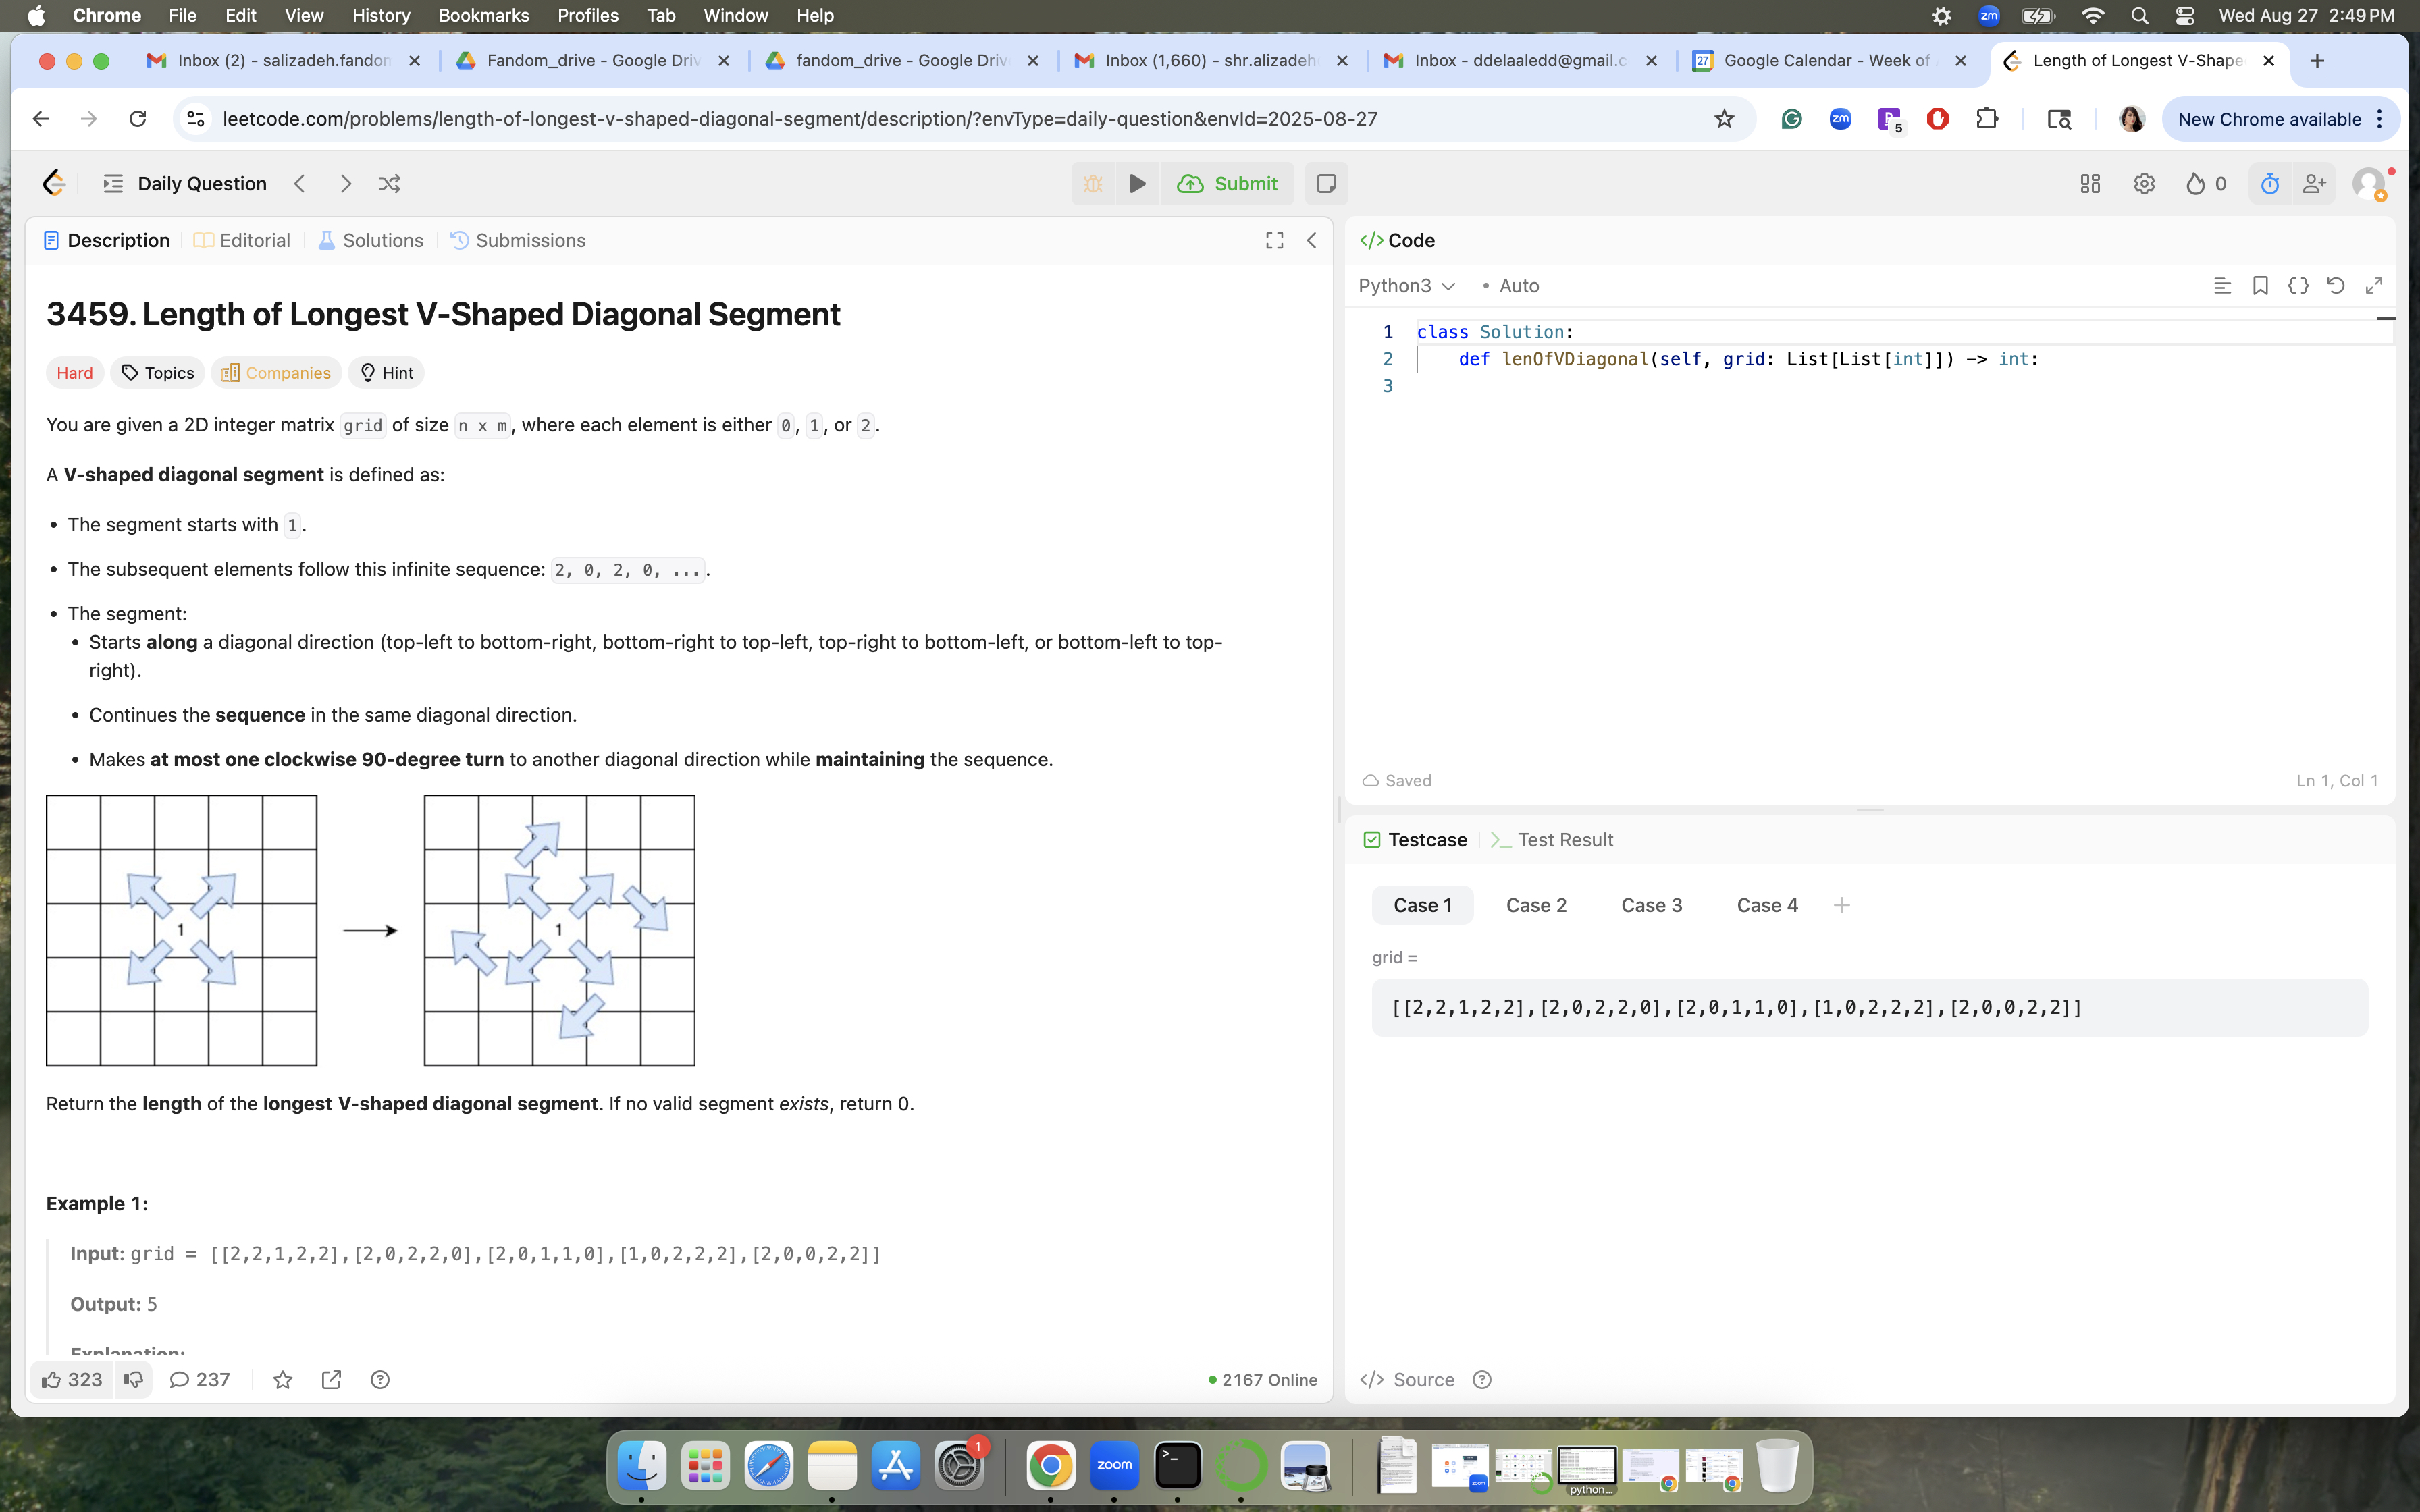 Chrome File Edit View History Bookmarks Profiles Tab Window Help
zm Wed Aug 27 2:49 PM
Inbox (2) - salizadeh.fandon
Fandom_drive - Google Driv
fandom_drive - Google Driv
Inbox (1,660) - shr.alizadeh
Inbox - ddelaaledd@gmail.c
27 Google Calendar - Week of
Length of Longest V-Shape
leetcode.com/problems/length-of-longest-v-shaped-diagonal-segment/description/?envType=daily-question&envId=2025-08-27
zm 5 New Chrome available
Daily Question
Submit
0
Description Editorial Solutions Submissions
3459. Length of Longest V-Shaped Diagonal Segment
Hard Topics Companies Hint
You are given a 2D integer matrix grid of size n x m, where each element is either 0, 1, or 2.
A V-shaped diagonal segment is defined as:
• The segment starts with 1.
• The subsequent elements follow this infinite sequence: 2, 0, 2, 0, ....
• The segment:
• Starts along a diagonal direction (top-left to bottom-right, bottom-right to top-left, top-right to bottom-left, or bottom-left to top-
right).
• Continues the sequence in the same diagonal direction.
• Makes at most one clockwise 90-degree turn to another diagonal direction while maintaining the sequence.
1
1
Return the length of the longest V-shaped diagonal segment. If no valid segment exists, return 0.
Example 1:
Input: grid = [[2,2,1,2,2],[2,0,2,2,0],[2,0,1,1,0],[1,0,2,2,2],[2,0,0,2,2]]
Output: 5
Explanation:
323 237
2167 Online
</> Code
Python3 • Auto
1 class Solution:
2 def lenOfVDiagonal(self, grid: List[List[int]]) -> int:
3
Saved
Ln 1, Col 1
Testcase >_ Test Result
Case 1 Case 2 Case 3 Case 4 +
grid =
[[2,2,1,2,2],[2,0,2,2,0],[2,0,1,1,0],[1,0,2,2,2],[2,0,0,2,2]]
</> Source
1
zoom
>_
zoom
python...